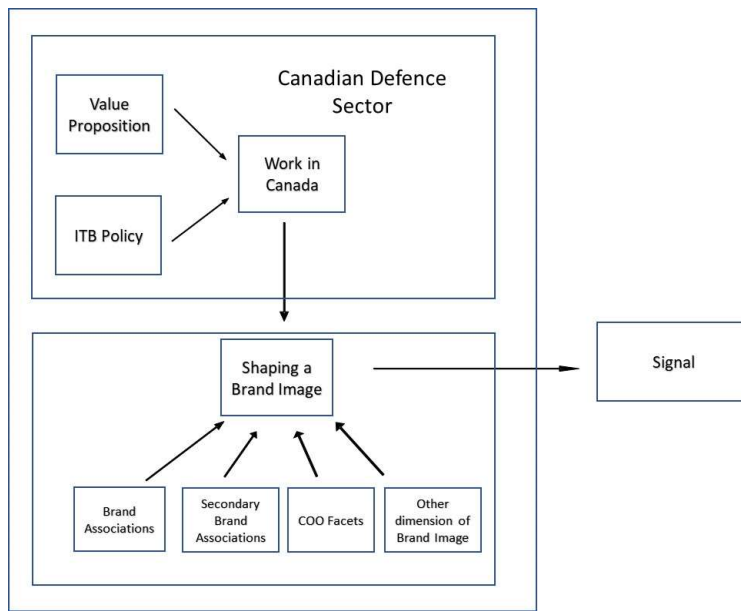 Canadian Defence
Sector
Value
Proposition
Work in
Canada
ITB Policy
Shaping a
Brand Image
Signal
Brand
Associations
Secondary
Brand
Associations
COO Facets
Other
dimension of
Brand Image